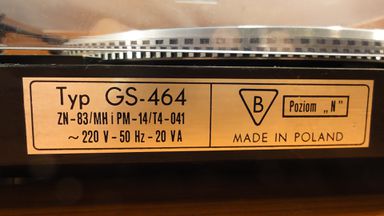 Typ GS-464
ZN-83/MH i PM-14/T4-041
~ 220 V - 50 Hz - 20 VA
B
Poziom „N"
MADE IN POLAND